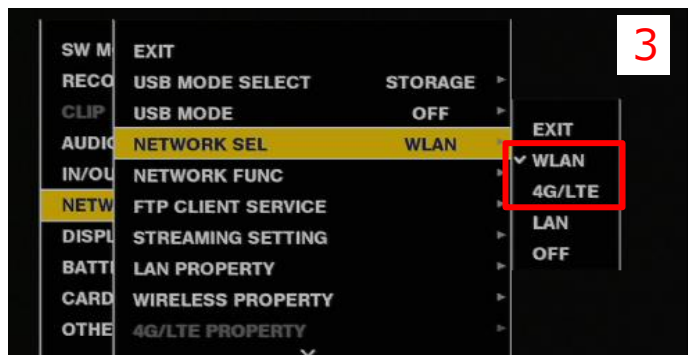 3
SW M
RECO
CLIP
AUDIO
IN/OU
NETW
DISPL
BATT
CARD
OTHE
EXIT
USB MODE SELECT STORAGE
USB MODE OFF
NETWORK SEL WLAN
NETWORK FUNC
FTP CLIENT SERVICE
STREAMING SETTING
LAN PROPERTY
WIRELESS PROPERTY
4G/LTE PROPERTY
EXIT
WLAN
4G/LTE
LAN
OFF